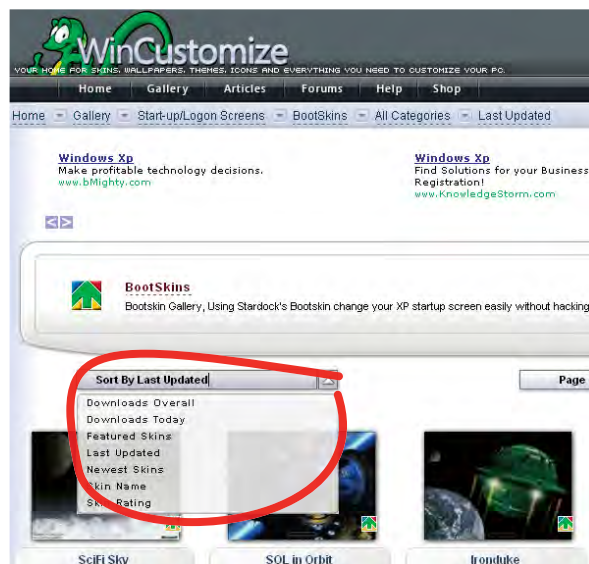 WinCustomize
YOUR HOME FOR SKINS, WALLPAPERS, THEMES, ICONS AND EVERYTHING YOU NEED TO CUSTOMIZE YOUR PC.
Home Gallery Articles Forums Help Shop
Home Gallery Start-up/Logon Screens BootSkins All Categories Last Updated
Windows Xp
Make profitable technology decisions.
www.bMighty.com
Windows Xp
Find Solutions for your Business
Registration!
www.KnowledgeStorm.com
< >
BootSkins
Bootskin Gallery, Using Stardock's Bootskin change your XP startup screen easily without hacking
Sort By Last Updated
Page
Downloads Overall
Downloads Today
Featured Skins
Last Updated
Newest Skins
Skin Name
Skin Rating
SciFi Sky
SOL in Orbit
Ironduke